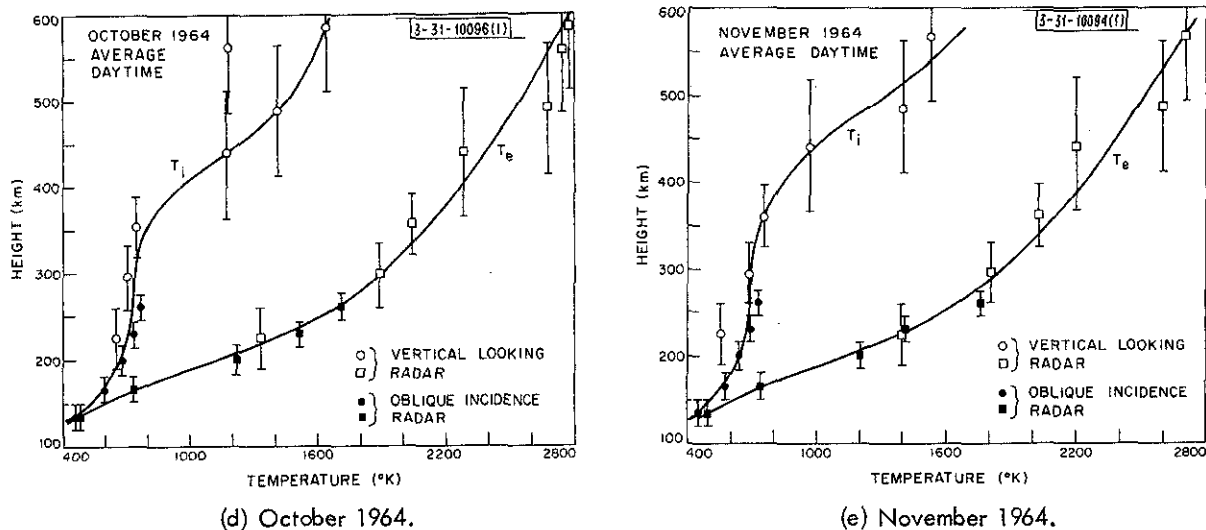 OCTOBER 1964
AVERAGE
DAYTIME
3-31-10096(1)
600
500
400
300
200
100
HEIGHT (km)
Ti
Te
VERTICAL LOOKING
RADAR
OBLIQUE INCIDENCE
RADAR
400 1000 1600 2200 2800
TEMPERATURE (°K)
(d) October 1964.
NOVEMBER 1964
AVERAGE DAYTIME
3-31-10094(1)
600
500
400
300
200
100
HEIGHT (km)
Ti
Te
VERTICAL LOOKING
RADAR
OBLIQUE INCIDENCE
RADAR
400 1000 1600 2200 2800
TEMPERATURE (°K)
(e) November 1964.